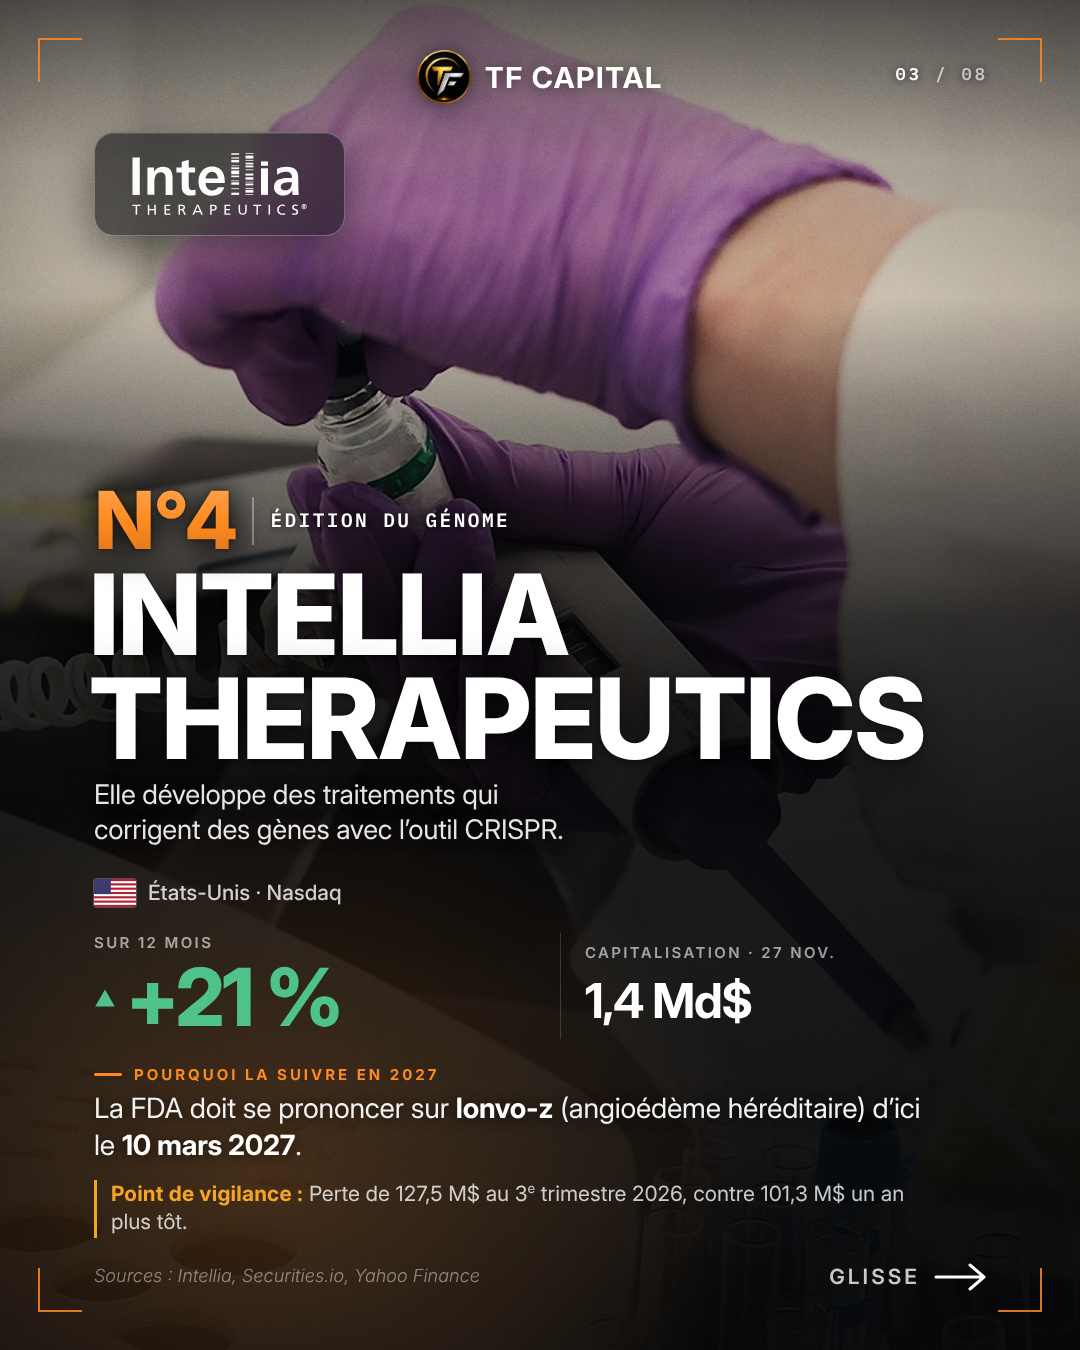 TF CAPITAL
03 / 08
Intellia
THERAPEUTICS®
N°4
ÉDITION DU GÉNOME
INTELLIA
THERAPEUTICS
Elle développe des traitements qui
corrigent des gènes avec l’outil CRISPR.
États-Unis · Nasdaq
SUR 12 MOIS
▲ +21 %
CAPITALISATION · 27 NOV.
1,4 Md$
POURQUOI LA SUIVRE EN 2027
La FDA doit se prononcer sur lonvo-z (angioédème héréditaire) d’ici
le 10 mars 2027.
Point de vigilance : Perte de 127,5 M$ au 3e trimestre 2026, contre 101,3 M$ un an
plus tôt.
Sources : Intellia, Securities.io, Yahoo Finance
GLISSE →